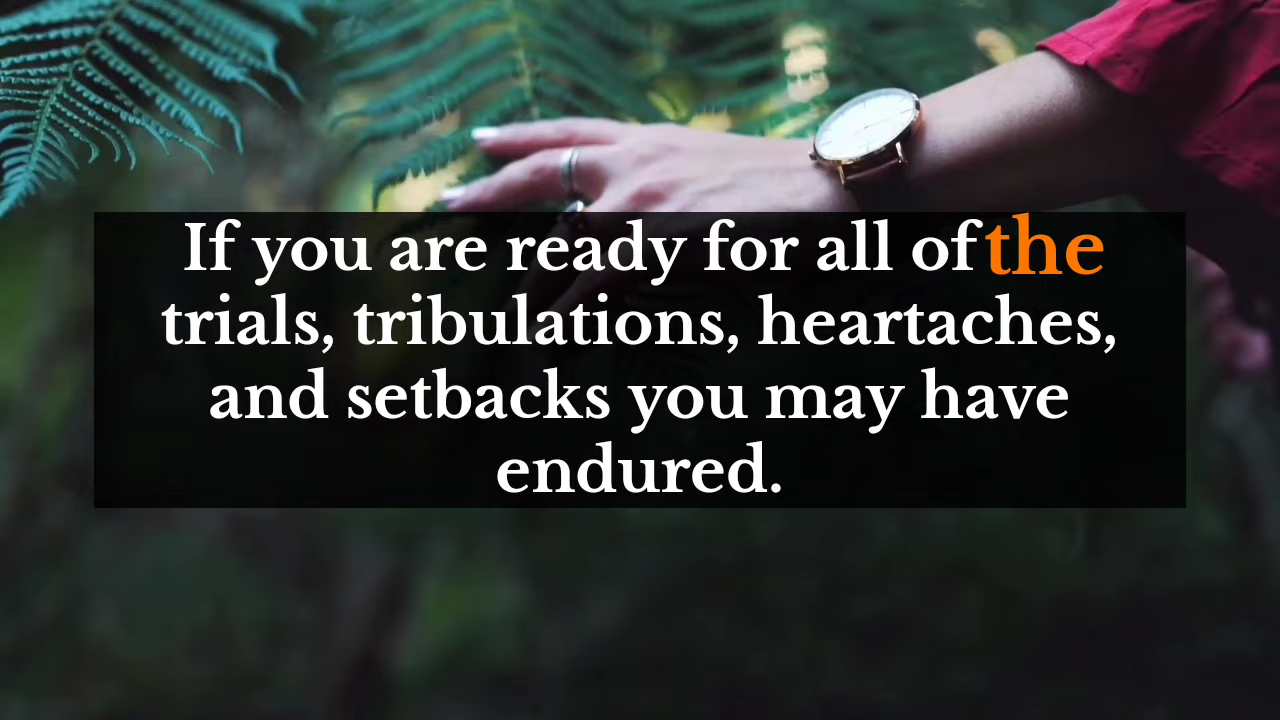 If you are ready for all of the
trials, tribulations, heartaches,
and setbacks you may have
endured.